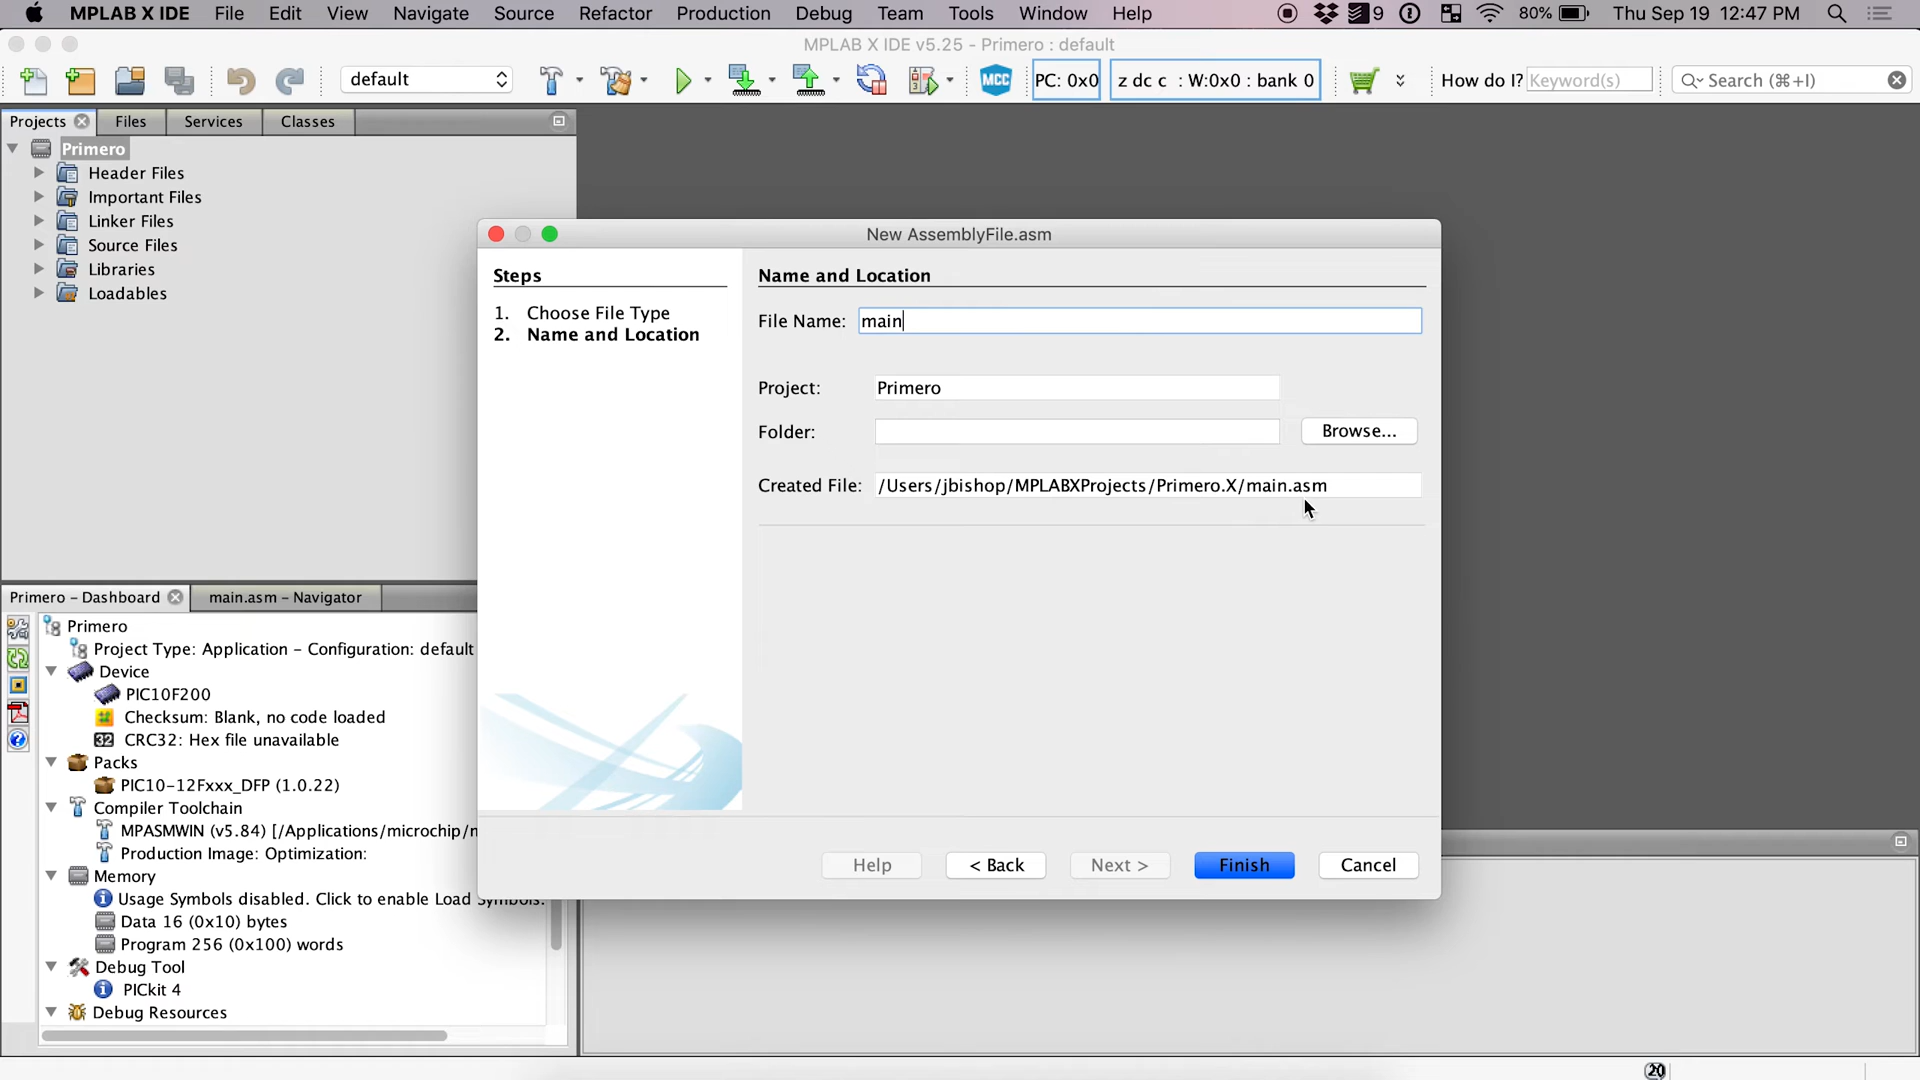 MPLAB X IDE File Edit View Navigate Source Refactor Production Debug Team Tools Window Help 9 80% Thu Sep 19 12:47 PM
MPLAB X IDE v5.25 - Primero : default
default PC: 0x0 z dc c : W:0x0 : bank 0 How do I? Keyword(s) Search (⌘+I)
MCC
Projects Files Services Classes
Primero
Header Files
Important Files
Linker Files
Source Files
Libraries
Loadables
New AssemblyFile.asm
Steps
1. Choose File Type
2. Name and Location
Name and Location
File Name: main
Project: Primero
Folder: Browse...
Created File: /Users/jbishop/MPLABXProjects/Primero.X/main.asm
Help < Back Next > Finish Cancel
Primero - Dashboard main.asm - Navigator
Primero
Project Type: Application - Configuration: default
Device
PIC10F200
Checksum: Blank, no code loaded
32 CRC32: Hex file unavailable
Packs
PIC10-12Fxxx_DFP (1.0.22)
Compiler Toolchain
MPASMWIN (v5.84) [/Applications/microchip/
Production Image: Optimization:
Memory
Usage Symbols disabled. Click to enable Load Symbols.
Data 16 (0x10) bytes
Program 256 (0x100) words
Debug Tool
PICkit 4
Debug Resources
20